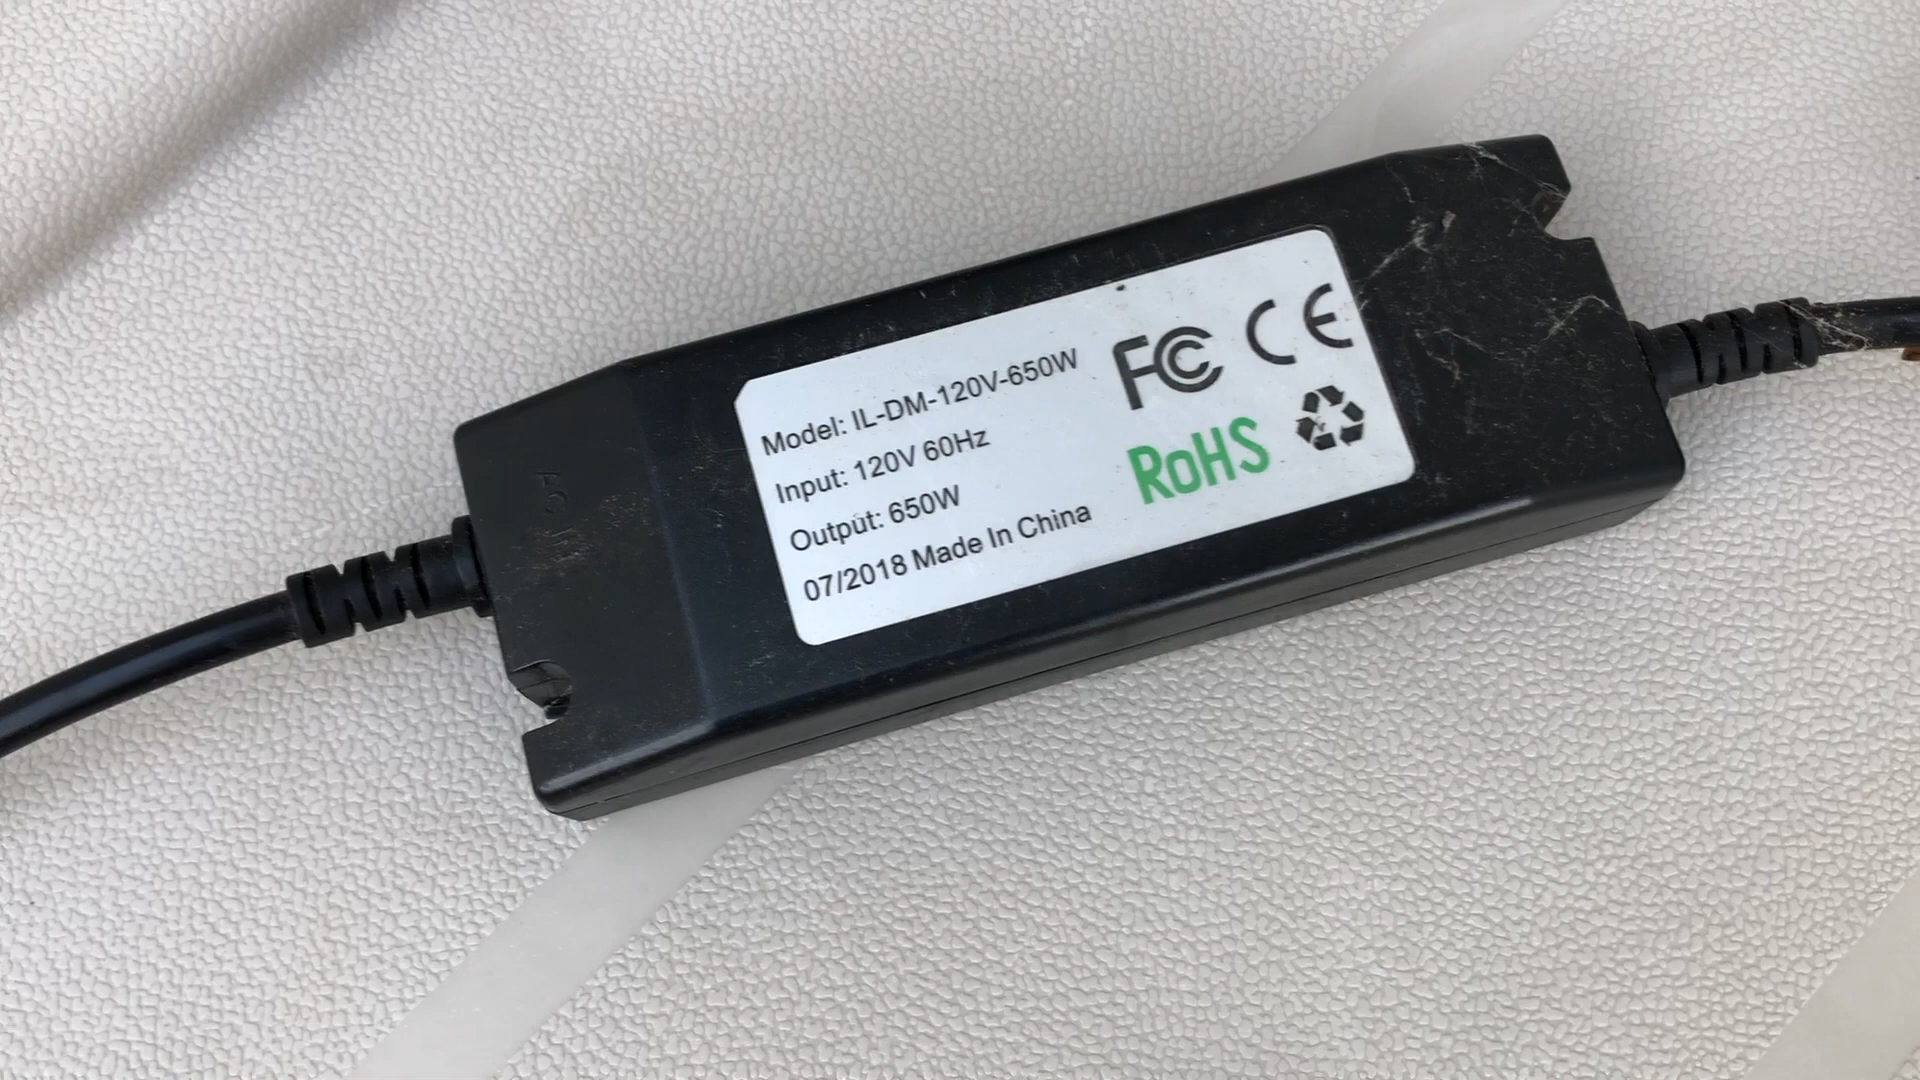 Model: IL-DM-120V-650W
Input: 120V 60Hz
Output: 650W
07/2018 Made In China
FC CE
RoHS